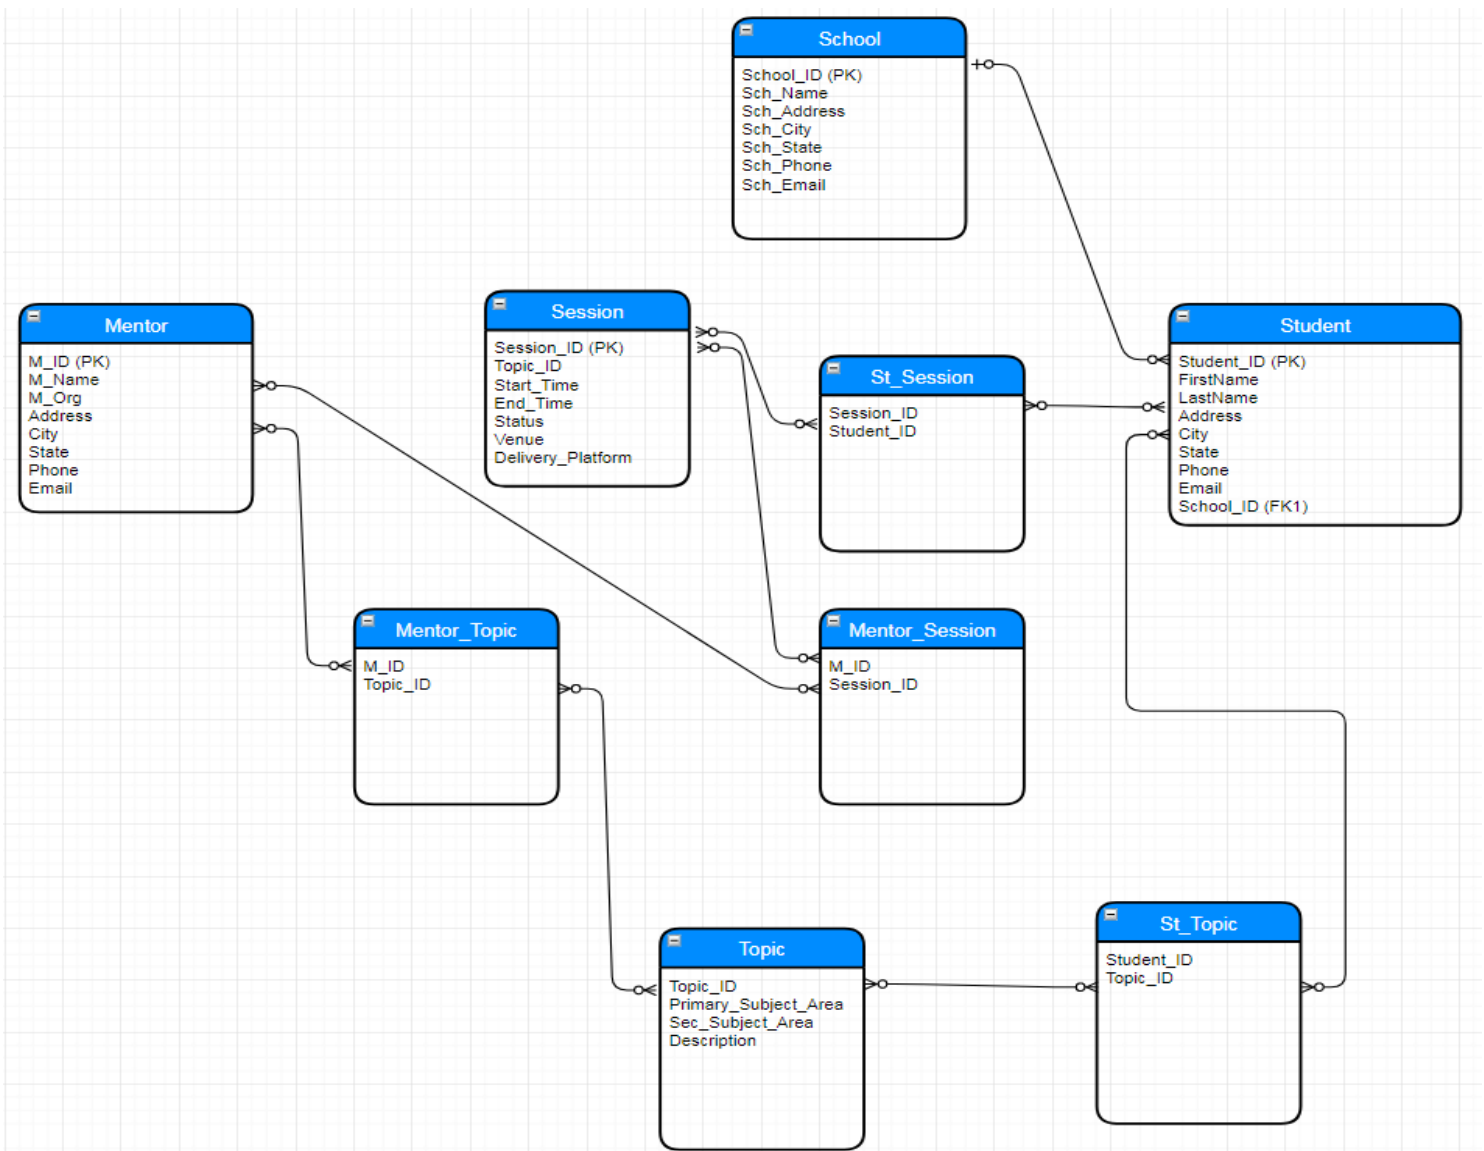 School
School_ID (PK)
Sch_Name
Sch_Address
Sch_City
Sch_State
Sch_Phone
Sch_Email
Mentor
M_ID (PK)
M_Name
M_Org
Address
City
State
Phone
Email
Session
Session_ID (PK)
Topic_ID
Start_Time
End_Time
Status
Venue
Delivery_Platform
St_Session
Session_ID
Student_ID
Student
Student_ID (PK)
FirstName
LastName
Address
City
State
Phone
Email
School_ID (FK1)
Mentor_Topic
M_ID
Topic_ID
Mentor_Session
M_ID
Session_ID
Topic
Topic_ID
Primary_Subject_Area
Sec_Subject_Area
Description
St_Topic
Student_ID
Topic_ID